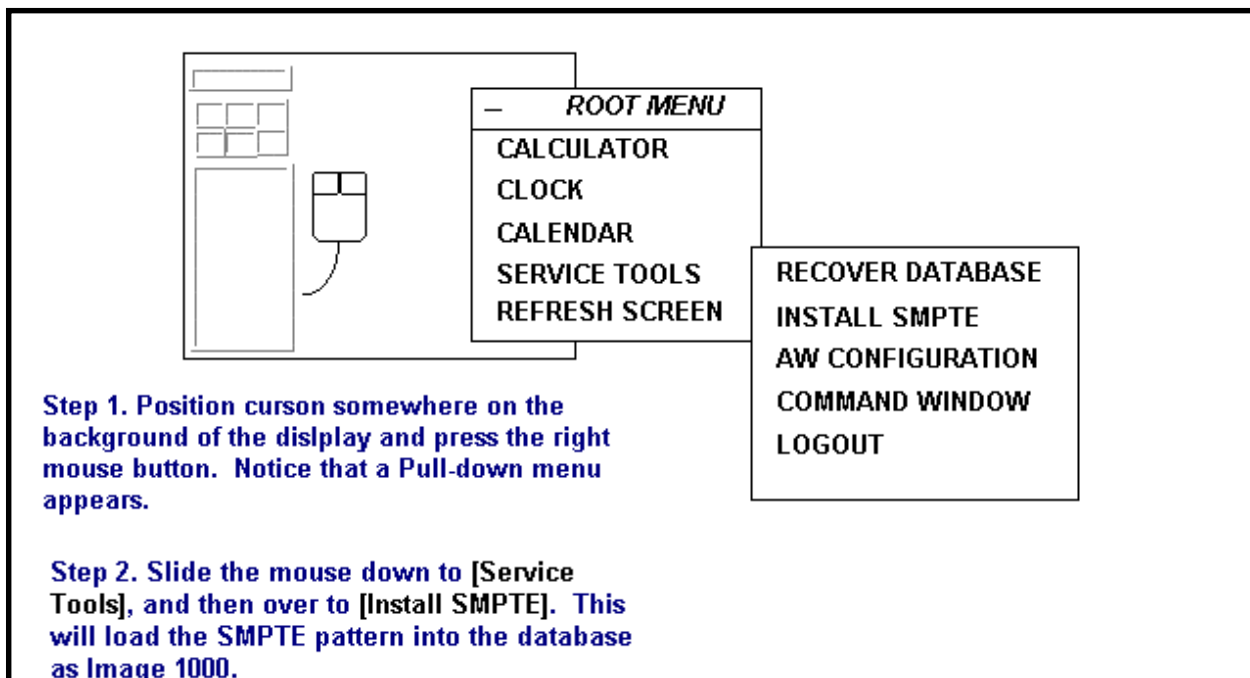 — ROOT MENU
CALCULATOR
CLOCK
CALENDAR
SERVICE TOOLS
REFRESH SCREEN
RECOVER DATABASE
INSTALL SMPTE
AW CONFIGURATION
COMMAND WINDOW
LOGOUT
Step 1. Position curson somewhere on the
background of the dislplay and press the right
mouse button. Notice that a Pull-down menu
appears.
Step 2. Slide the mouse down to [Service
Tools], and then over to [Install SMPTE]. This
will load the SMPTE pattern into the database
as Image 1000.